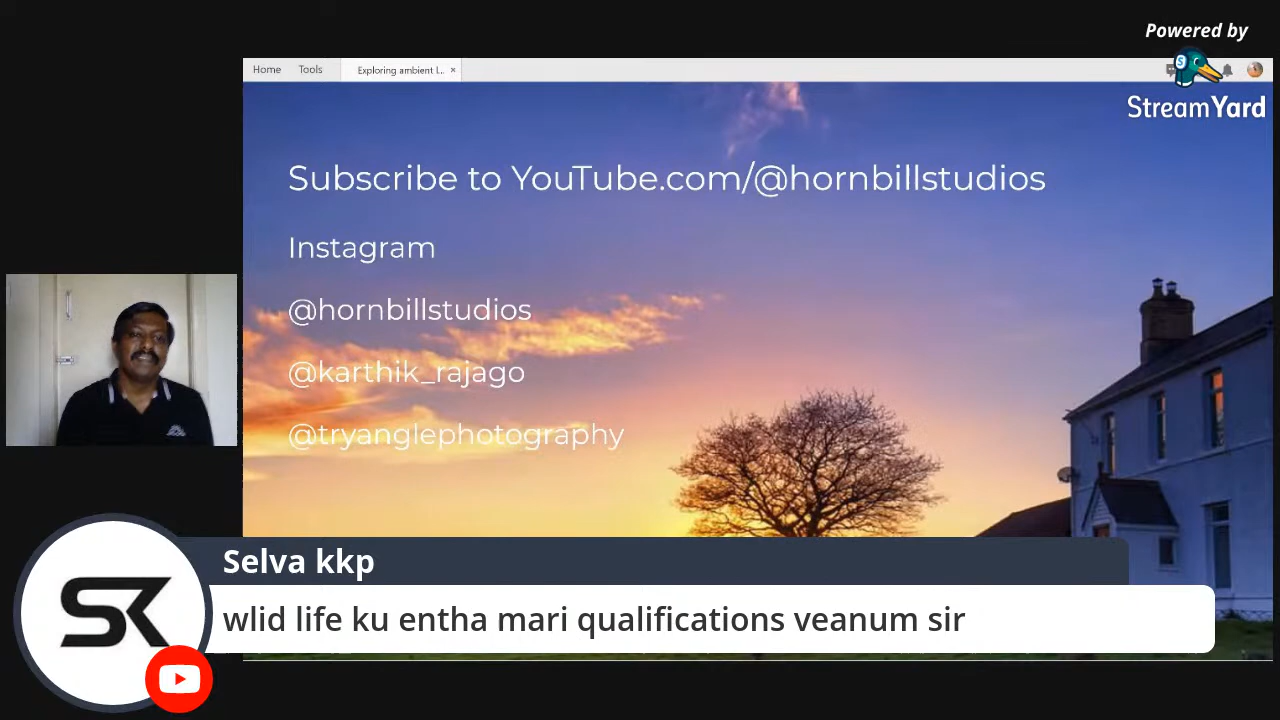 Powered by
StreamYard
Home Tools Exploring ambient l... ×
Subscribe to YouTube.com/@hornbillstudios
Instagram
@hornbillstudios
@karthik_rajago
@tryanglephotography
Selva kkp
SK
wlid life ku entha mari qualifications veanum sir